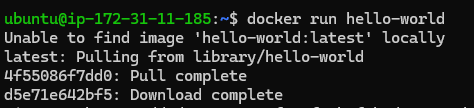 ubuntu@ip-172-31-11-185:~$ docker run hello-world
Unable to find image 'hello-world:latest' locally
latest: Pulling from library/hello-world
4f55086f7dd0: Pull complete
d5e71e642bf5: Download complete